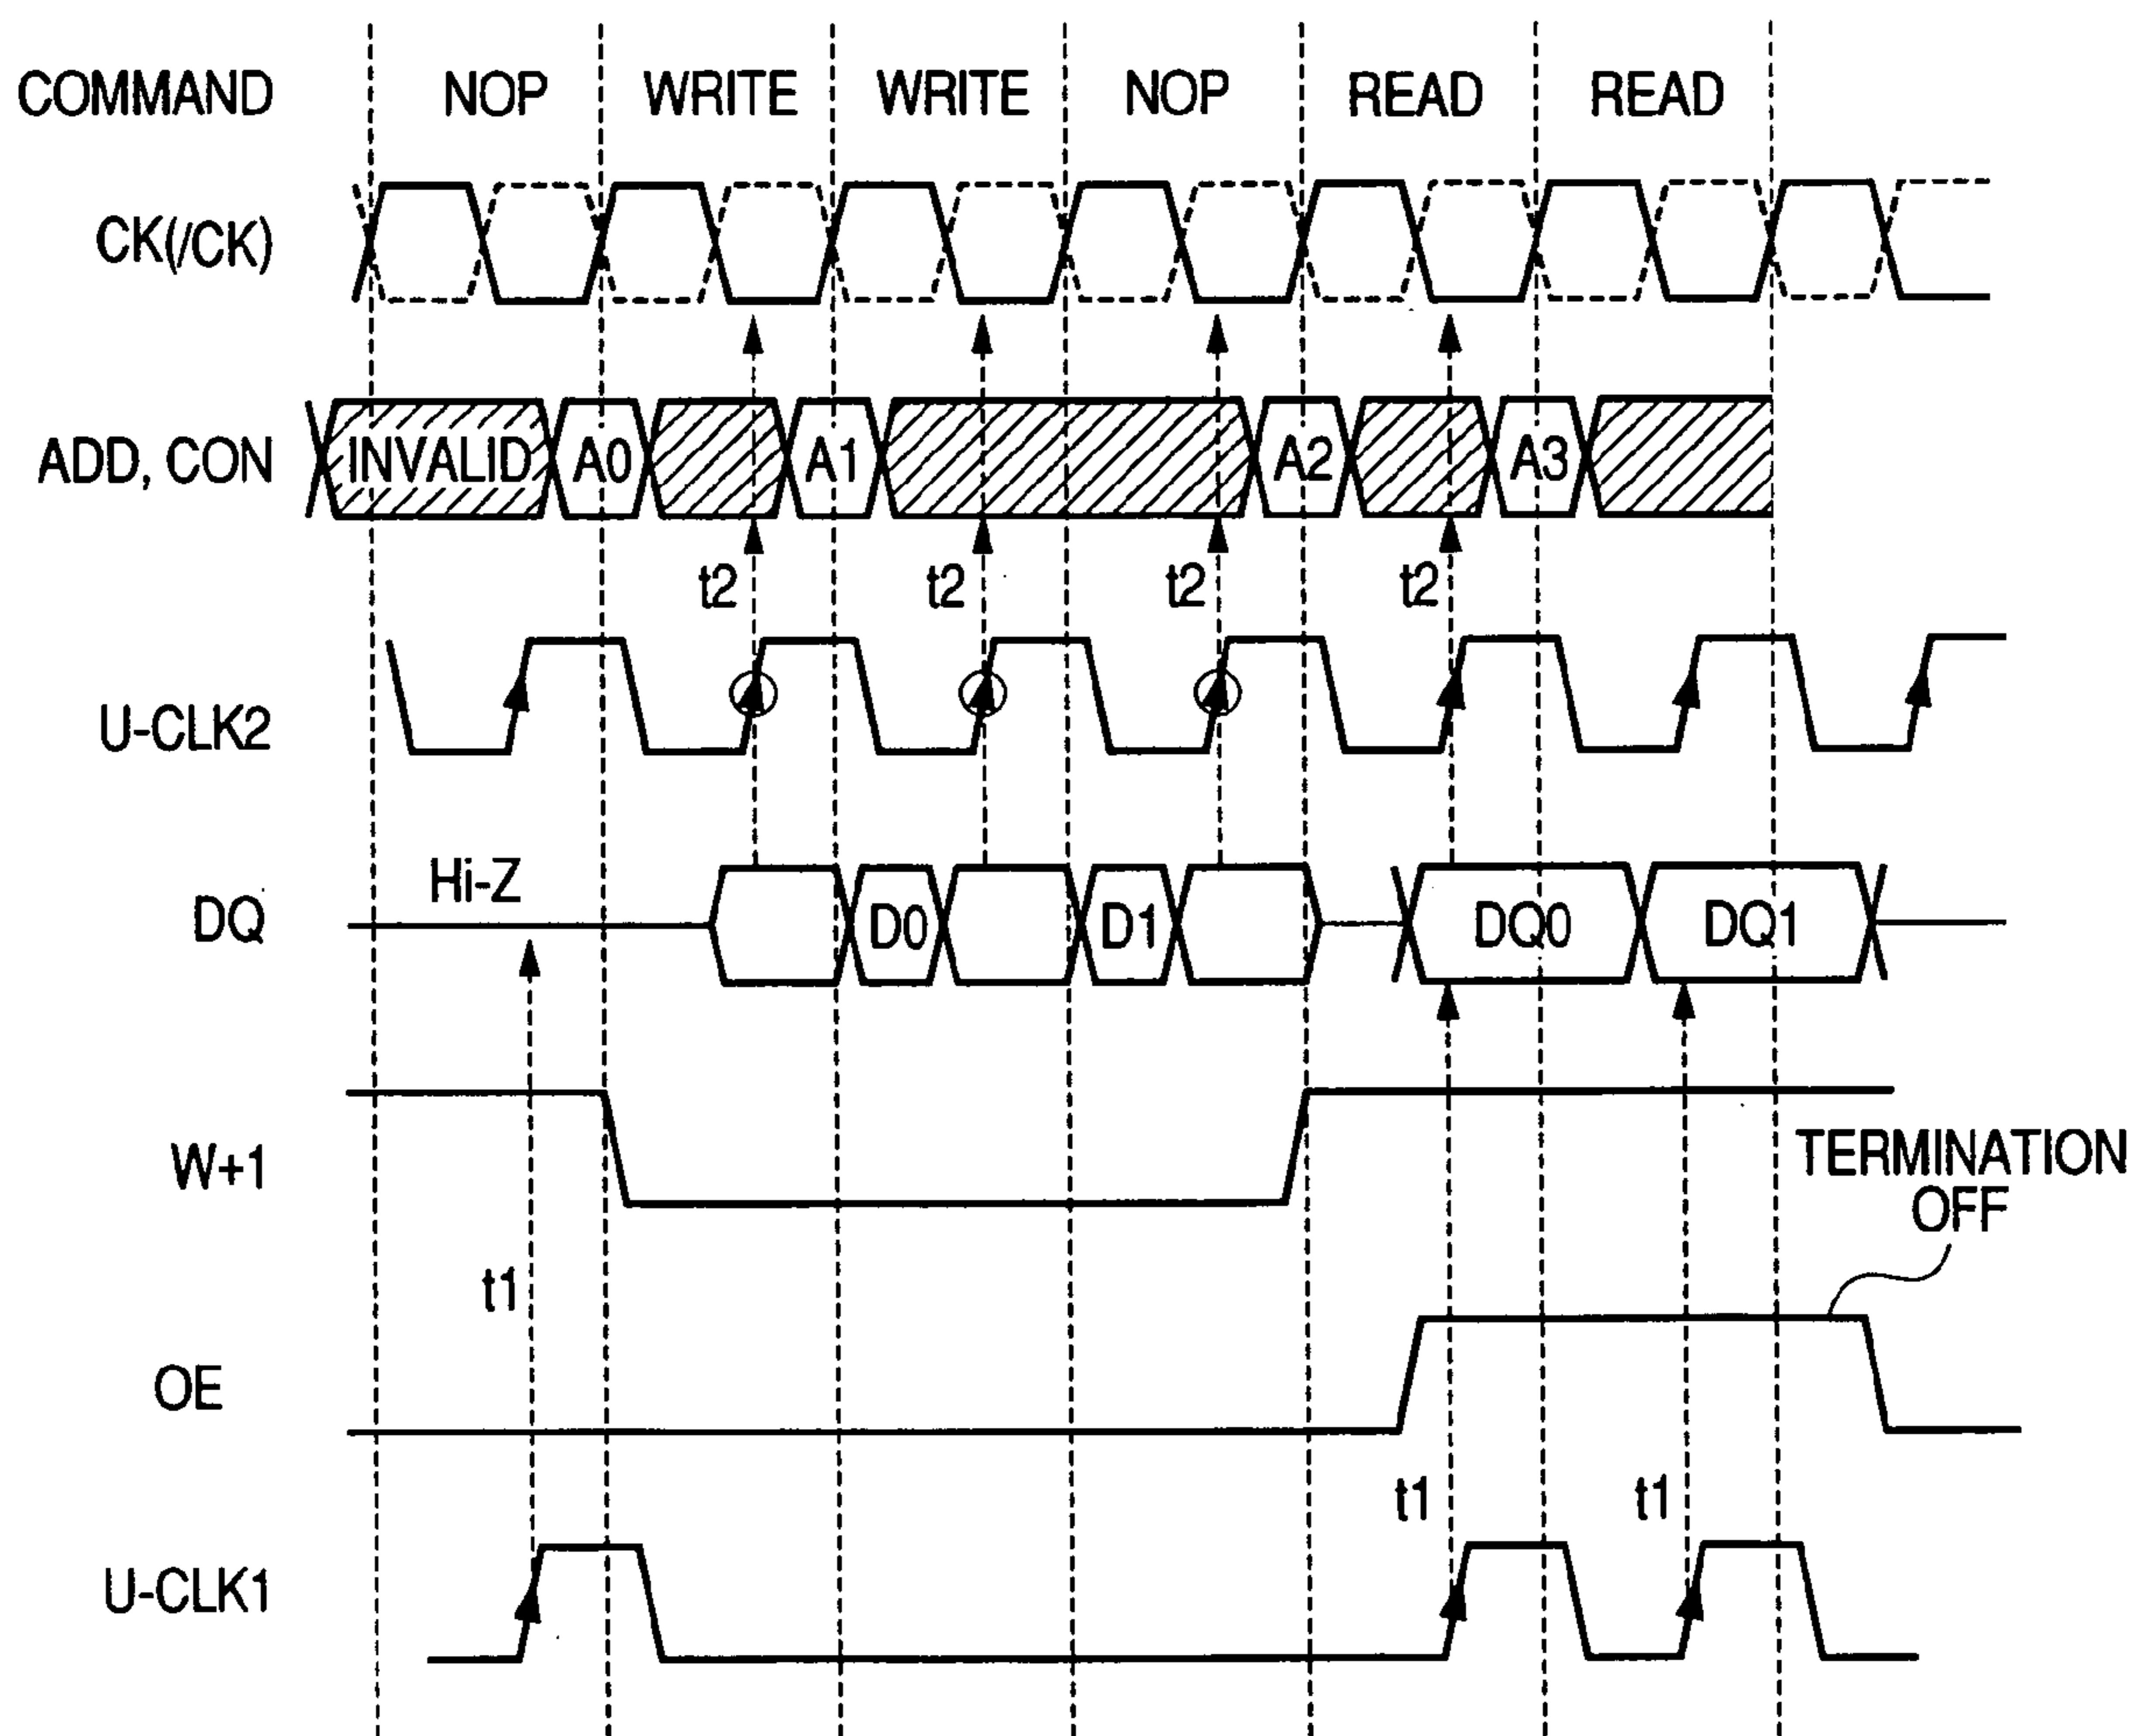 COMMAND NOP WRITE WRITE NOP READ READ
CK(/CK)
ADD, CON INVALID A0 A1 A2 A3
t2 t2 t2 t2
U-CLK2
Hi-Z
DQ D0 D1 DQ0 DQ1
W+1
TERMINATION
OFF
t1
OE
t1 t1
U-CLK1